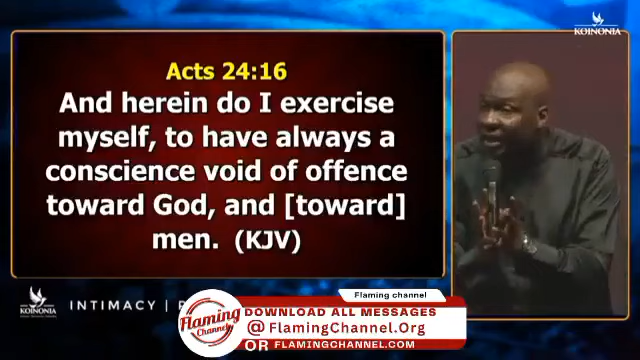 KOINONIA
Acts 24:16
And herein do I exercise
myself, to have always a
conscience void of offence
toward God, and [toward]
men. (KJV)
KOINONIA
INTIMACY |
Flaming channel
Flaming
Channel
DOWNLOAD ALL MESSAGES
@ FlamingChannel.Org
OR FLAMINGCHANNEL.COM